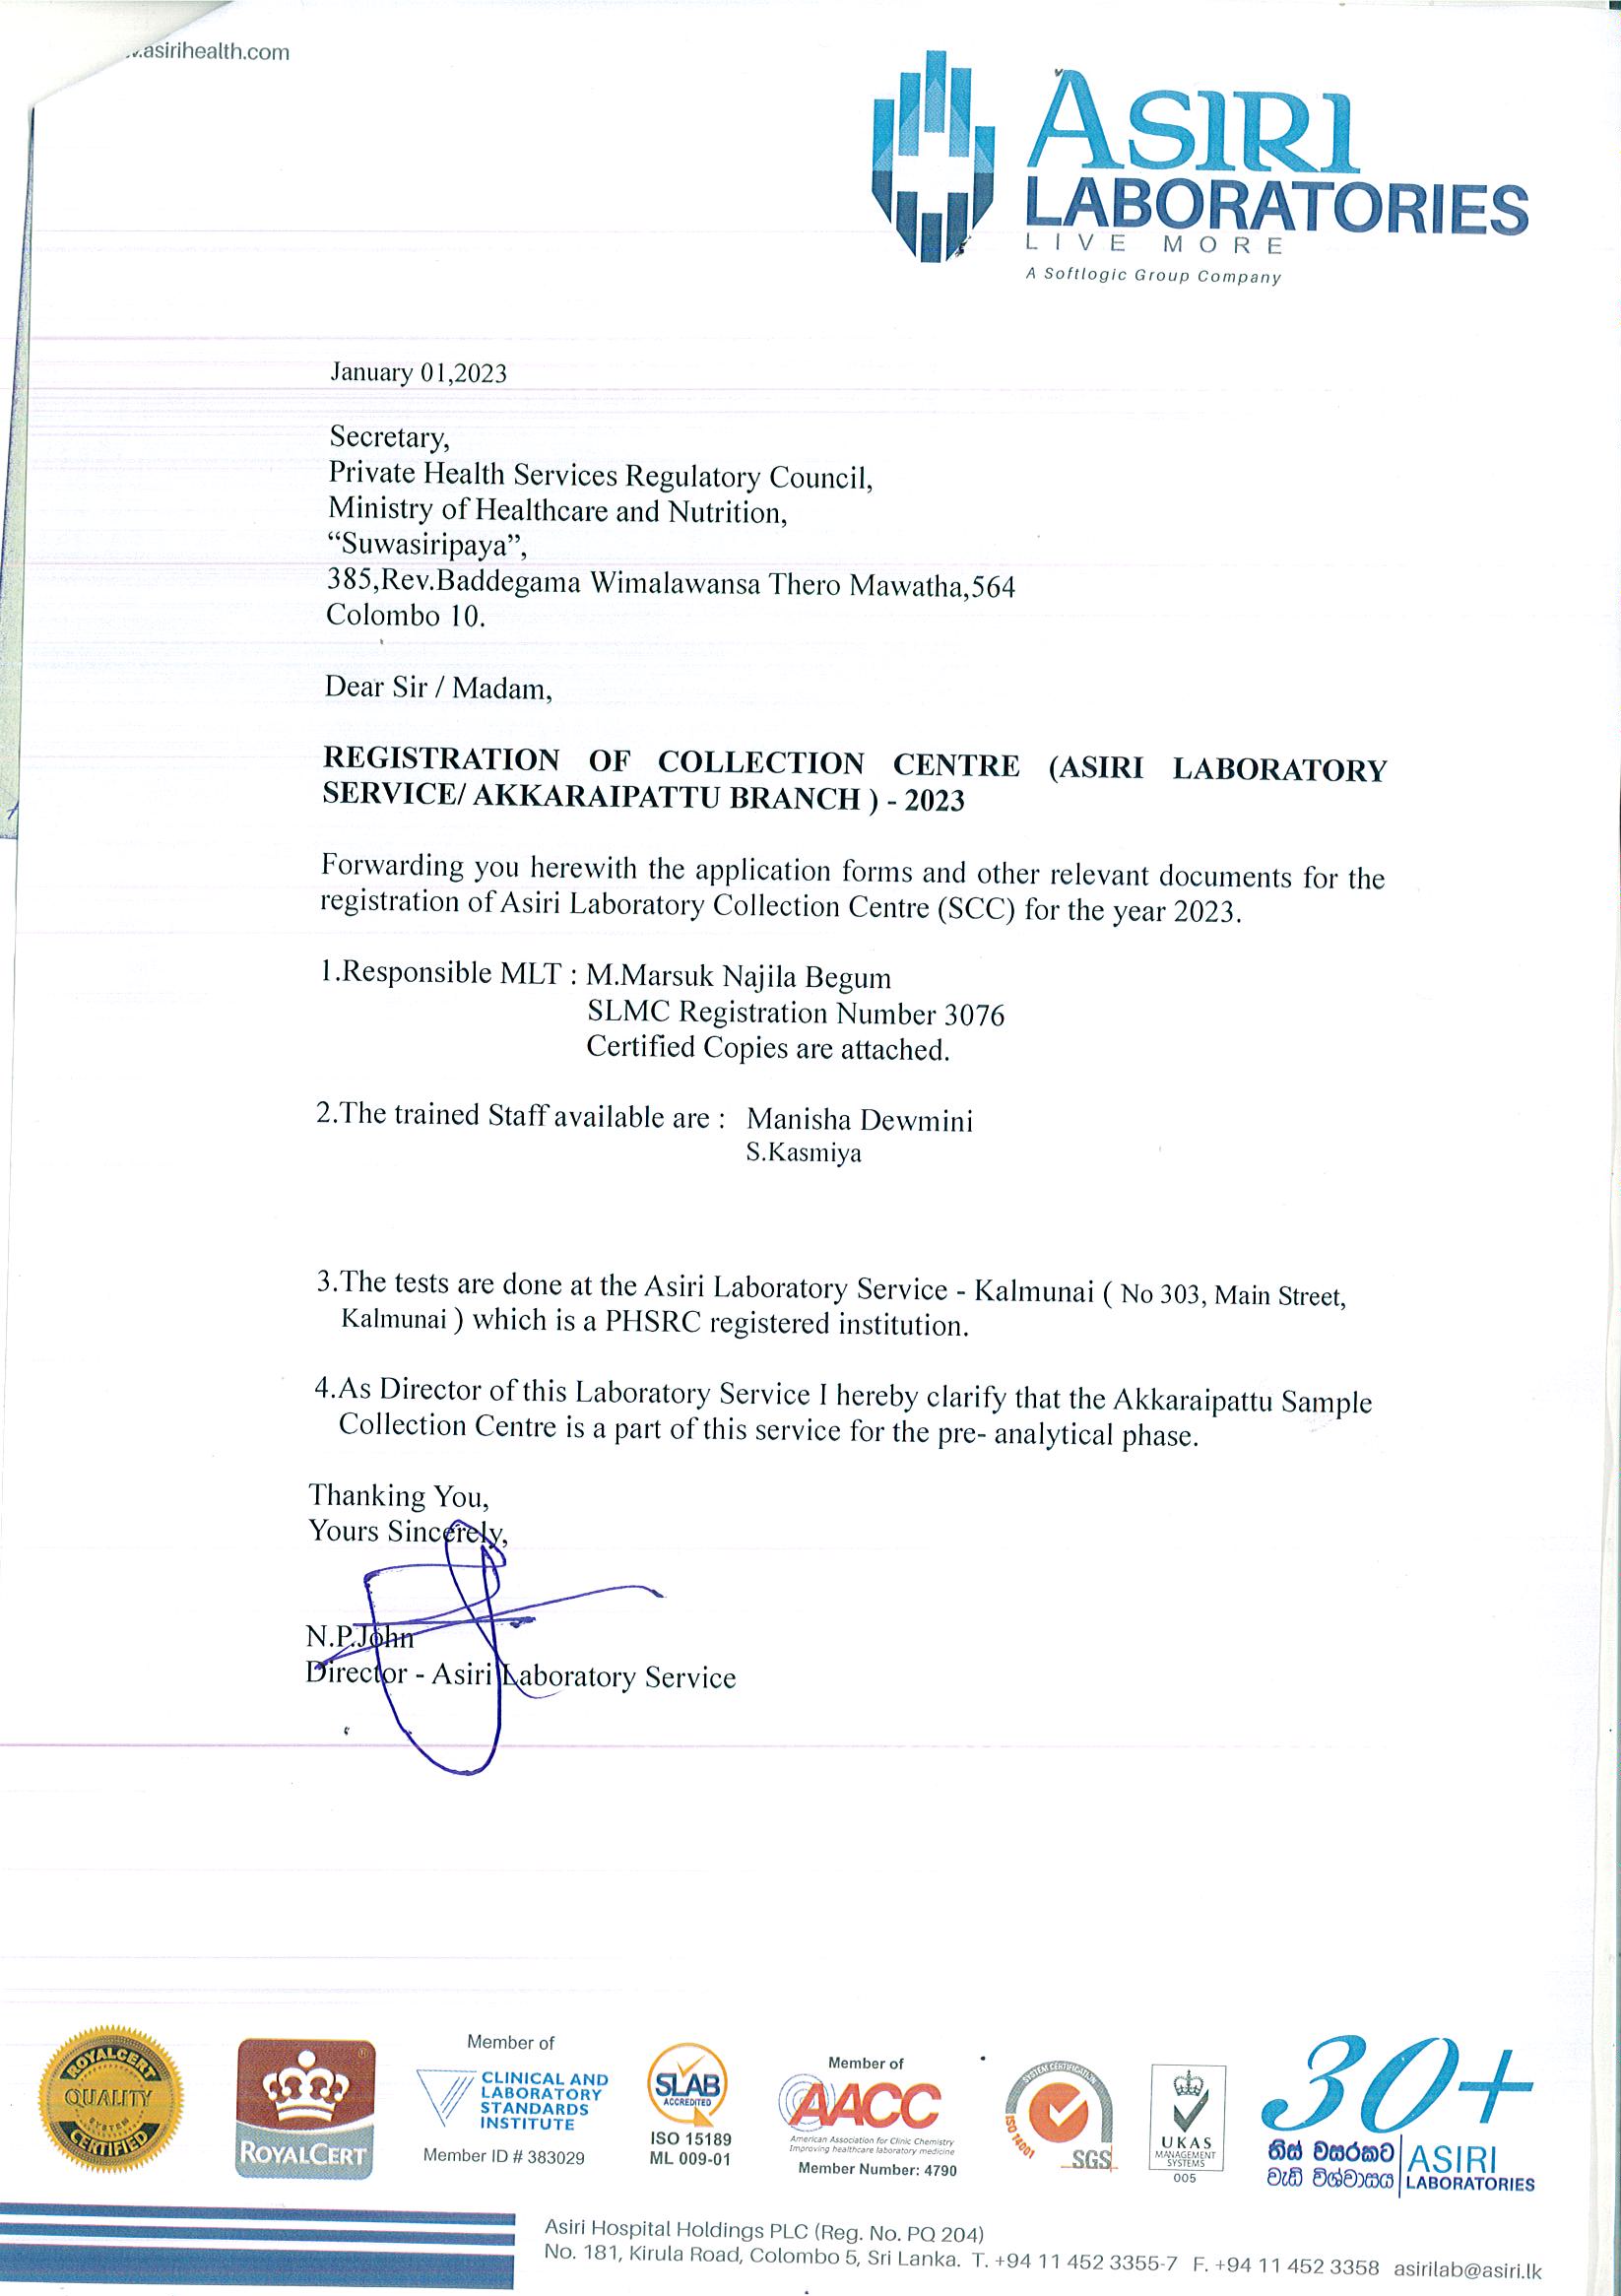 .asirihealth.com
ASIRI
LABORATORIES
LIVE MORE
A Softlogic Group Company
January 01,2023
Secretary,
Private Health Services Regulatory Council,
Ministry of Healthcare and Nutrition,
“Suwasiripaya”,
385,Rev.Baddegama Wimalawansa Thero Mawatha,564
Colombo 10.
Dear Sir / Madam,
REGISTRATION OF COLLECTION CENTRE (ASIRI LABORATORY
SERVICE/ AKKARAIPATTU BRANCH ) - 2023
Forwarding you herewith the application forms and other relevant documents for the
registration of Asiri Laboratory Collection Centre (SCC) for the year 2023.
1.Responsible MLT : M.Marsuk Najila Begum
SLMC Registration Number 3076
Certified Copies are attached.
2.The trained Staff available are : Manisha Dewmini
S.Kasmiya
3.The tests are done at the Asiri Laboratory Service - Kalmunai ( No 303, Main Street,
Kalmunai ) which is a PHSRC registered institution.
4.As Director of this Laboratory Service I hereby clarify that the Akkaraipattu Sample
Collection Centre is a part of this service for the pre- analytical phase.
Thanking You,
Yours Sincerely,
N.P.John
Director - Asiri Laboratory Service
ROYALCERT
QUALITY
SYSTEM
CERTIFIED
ROYALCERT
Member of
CLINICAL AND
LABORATORY
STANDARDS
INSTITUTE
Member ID # 383029
SLAB
ACCREDITED
ISO 15189
ML 009-01
Member of
AACC
American Association for Clinic Chemistry
Improving healthcare laboratory medicine
Member Number: 4790
SYSTEM CERTIFICATION
ISO 14001
SGS
UKAS
MANAGEMENT
SYSTEMS
005
30+
තිස් වසරකට
වැඩි විශ්වාසය
ASIRI
LABORATORIES
Asiri Hospital Holdings PLC (Reg. No. PQ 204)
No. 181, Kirula Road, Colombo 5, Sri Lanka. T. +94 11 452 3355-7 F. +94 11 452 3358 asirilab@asiri.lk